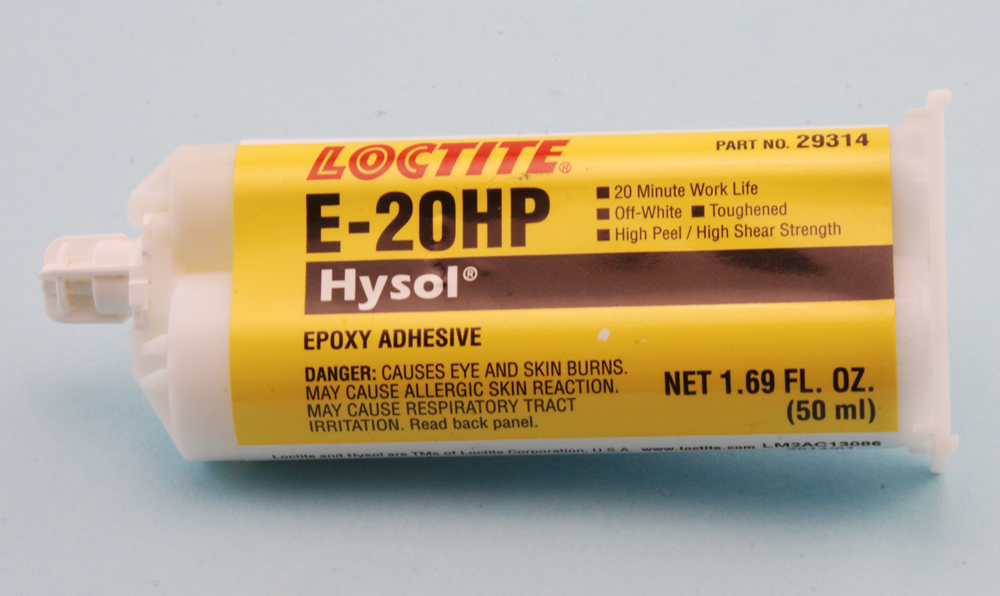 LOCTITE®
PART NO. 29314
E-20HP
■ 20 Minute Work Life
■ Off-White ■ Toughened
■ High Peel / High Shear Strength
Hysol®
EPOXY ADHESIVE
DANGER: CAUSES EYE AND SKIN BURNS.
MAY CAUSE ALLERGIC SKIN REACTION.
MAY CAUSE RESPIRATORY TRACT
IRRITATION. Read back panel.
NET 1.69 FL. OZ.
(50 ml)
Loctite and Hysol are TMs of Loctite Corporation, U.S.A. www.loctite.com LM2AC13086